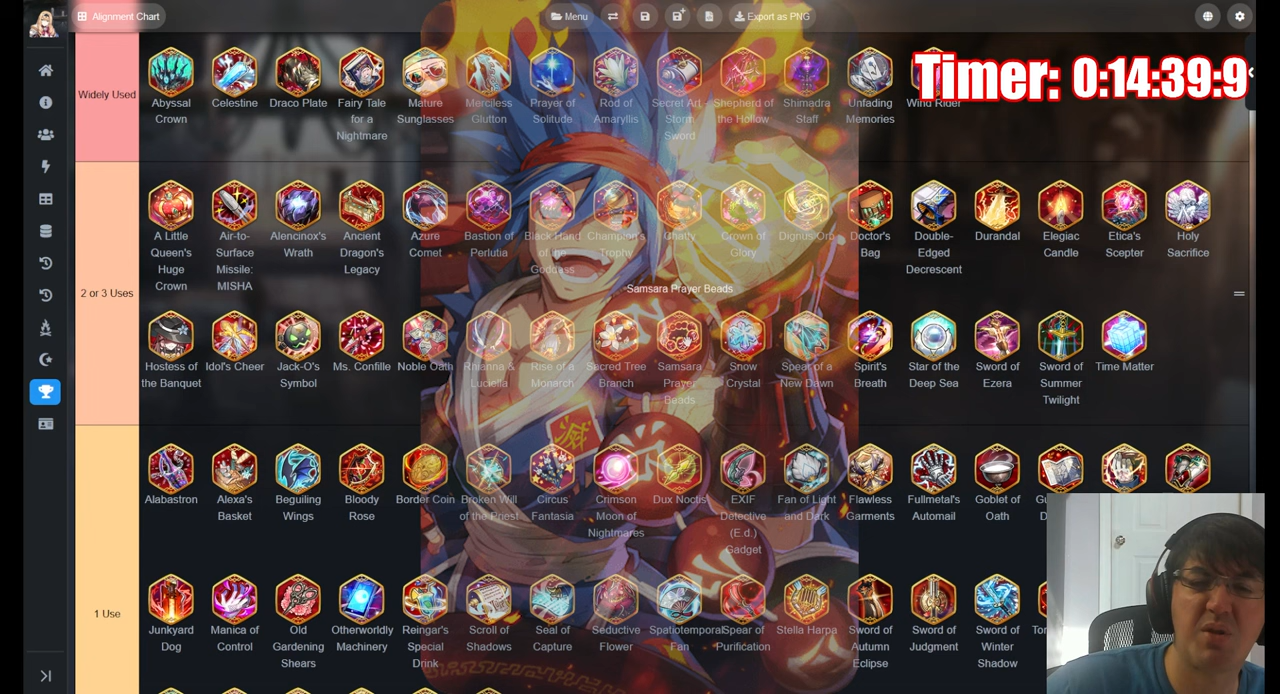 Alignment Chart
Menu
Export as PNG
Timer: 0:14:39:9
Widely Used
Abyssal Crown
Celestine
Draco Plate
Fairy Tale for a Nightmare
Mature Sunglasses
Merciless Glutton
Prayer of Solitude
Rod of Amaryllis
Secret Art - Storm Sword
Shepherd of the Hollow
Shimadra Staff
Unfading Memories
Wind Rider
2 or 3 Uses
A Little Queen's Huge Crown
Air-to-Surface Missile: MISHA
Alencinox's Wrath
Ancient Dragon's Legacy
Azure Comet
Bastion of Perlutia
Black Hand of the Goddess
Champion's Trophy
Chatty
Crown of Glory
Dignus Orb
Doctor's Bag
Double-Edged Decrescent
Durandal
Elegiac Candle
Etica's Scepter
Holy Sacrifice
Samsara Prayer Beads
Hostess of the Banquet
Idol's Cheer
Jack-O's Symbol
Ms. Confille
Noble Oath
Rhianna & Luciella
Rise of a Monarch
Sacred Tree Branch
Samsara Prayer Beads
Snow Crystal
Spear of a New Dawn
Spirit's Breath
Star of the Deep Sea
Sword of Ezera
Sword of Summer Twilight
Time Matter
1 Use
Alabastron
Alexa's Basket
Beguiling Wings
Bloody Rose
Border Coin
Broken Will of the Priest
Circus Fantasia
Crimson Moon of Nightmares
Dux Noctis
EXIF Detective (E.d.) Gadget
Fan of Light and Dark
Flawless Garments
Fullmetal's Automail
Goblet of Oath
Junkyard Dog
Manica of Control
Old Gardening Shears
Otherworldly Machinery
Reingar's Special Drink
Scroll of Shadows
Seal of Capture
Seductive Flower
Spatiotemporal Fan
Spear of Purification
Stella Harpa
Sword of Autumn Eclipse
Sword of Judgment
Sword of Winter Shadow
滅